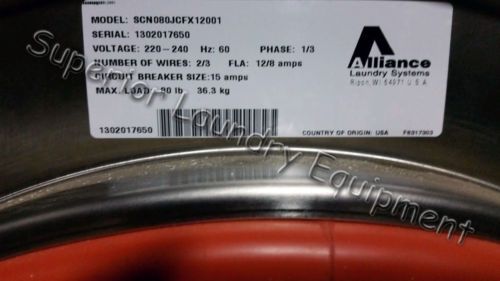 MODEL: SCN080JCFX12001
SERIAL: 1302017650
VOLTAGE: 220-240 Hz: 60 PHASE: 1/3
NUMBER OF WIRES: 2/3 FLA: 12/8 amps
CIRCUIT BREAKER SIZE: 15 amps
MAX. LOAD: 80 lb 36.3 kg
Alliance
Laundry Systems
Ripon, WI 54971 U.S.A.
1302017650
COUNTRY OF ORIGIN: USA
Superior Laundry Equipment